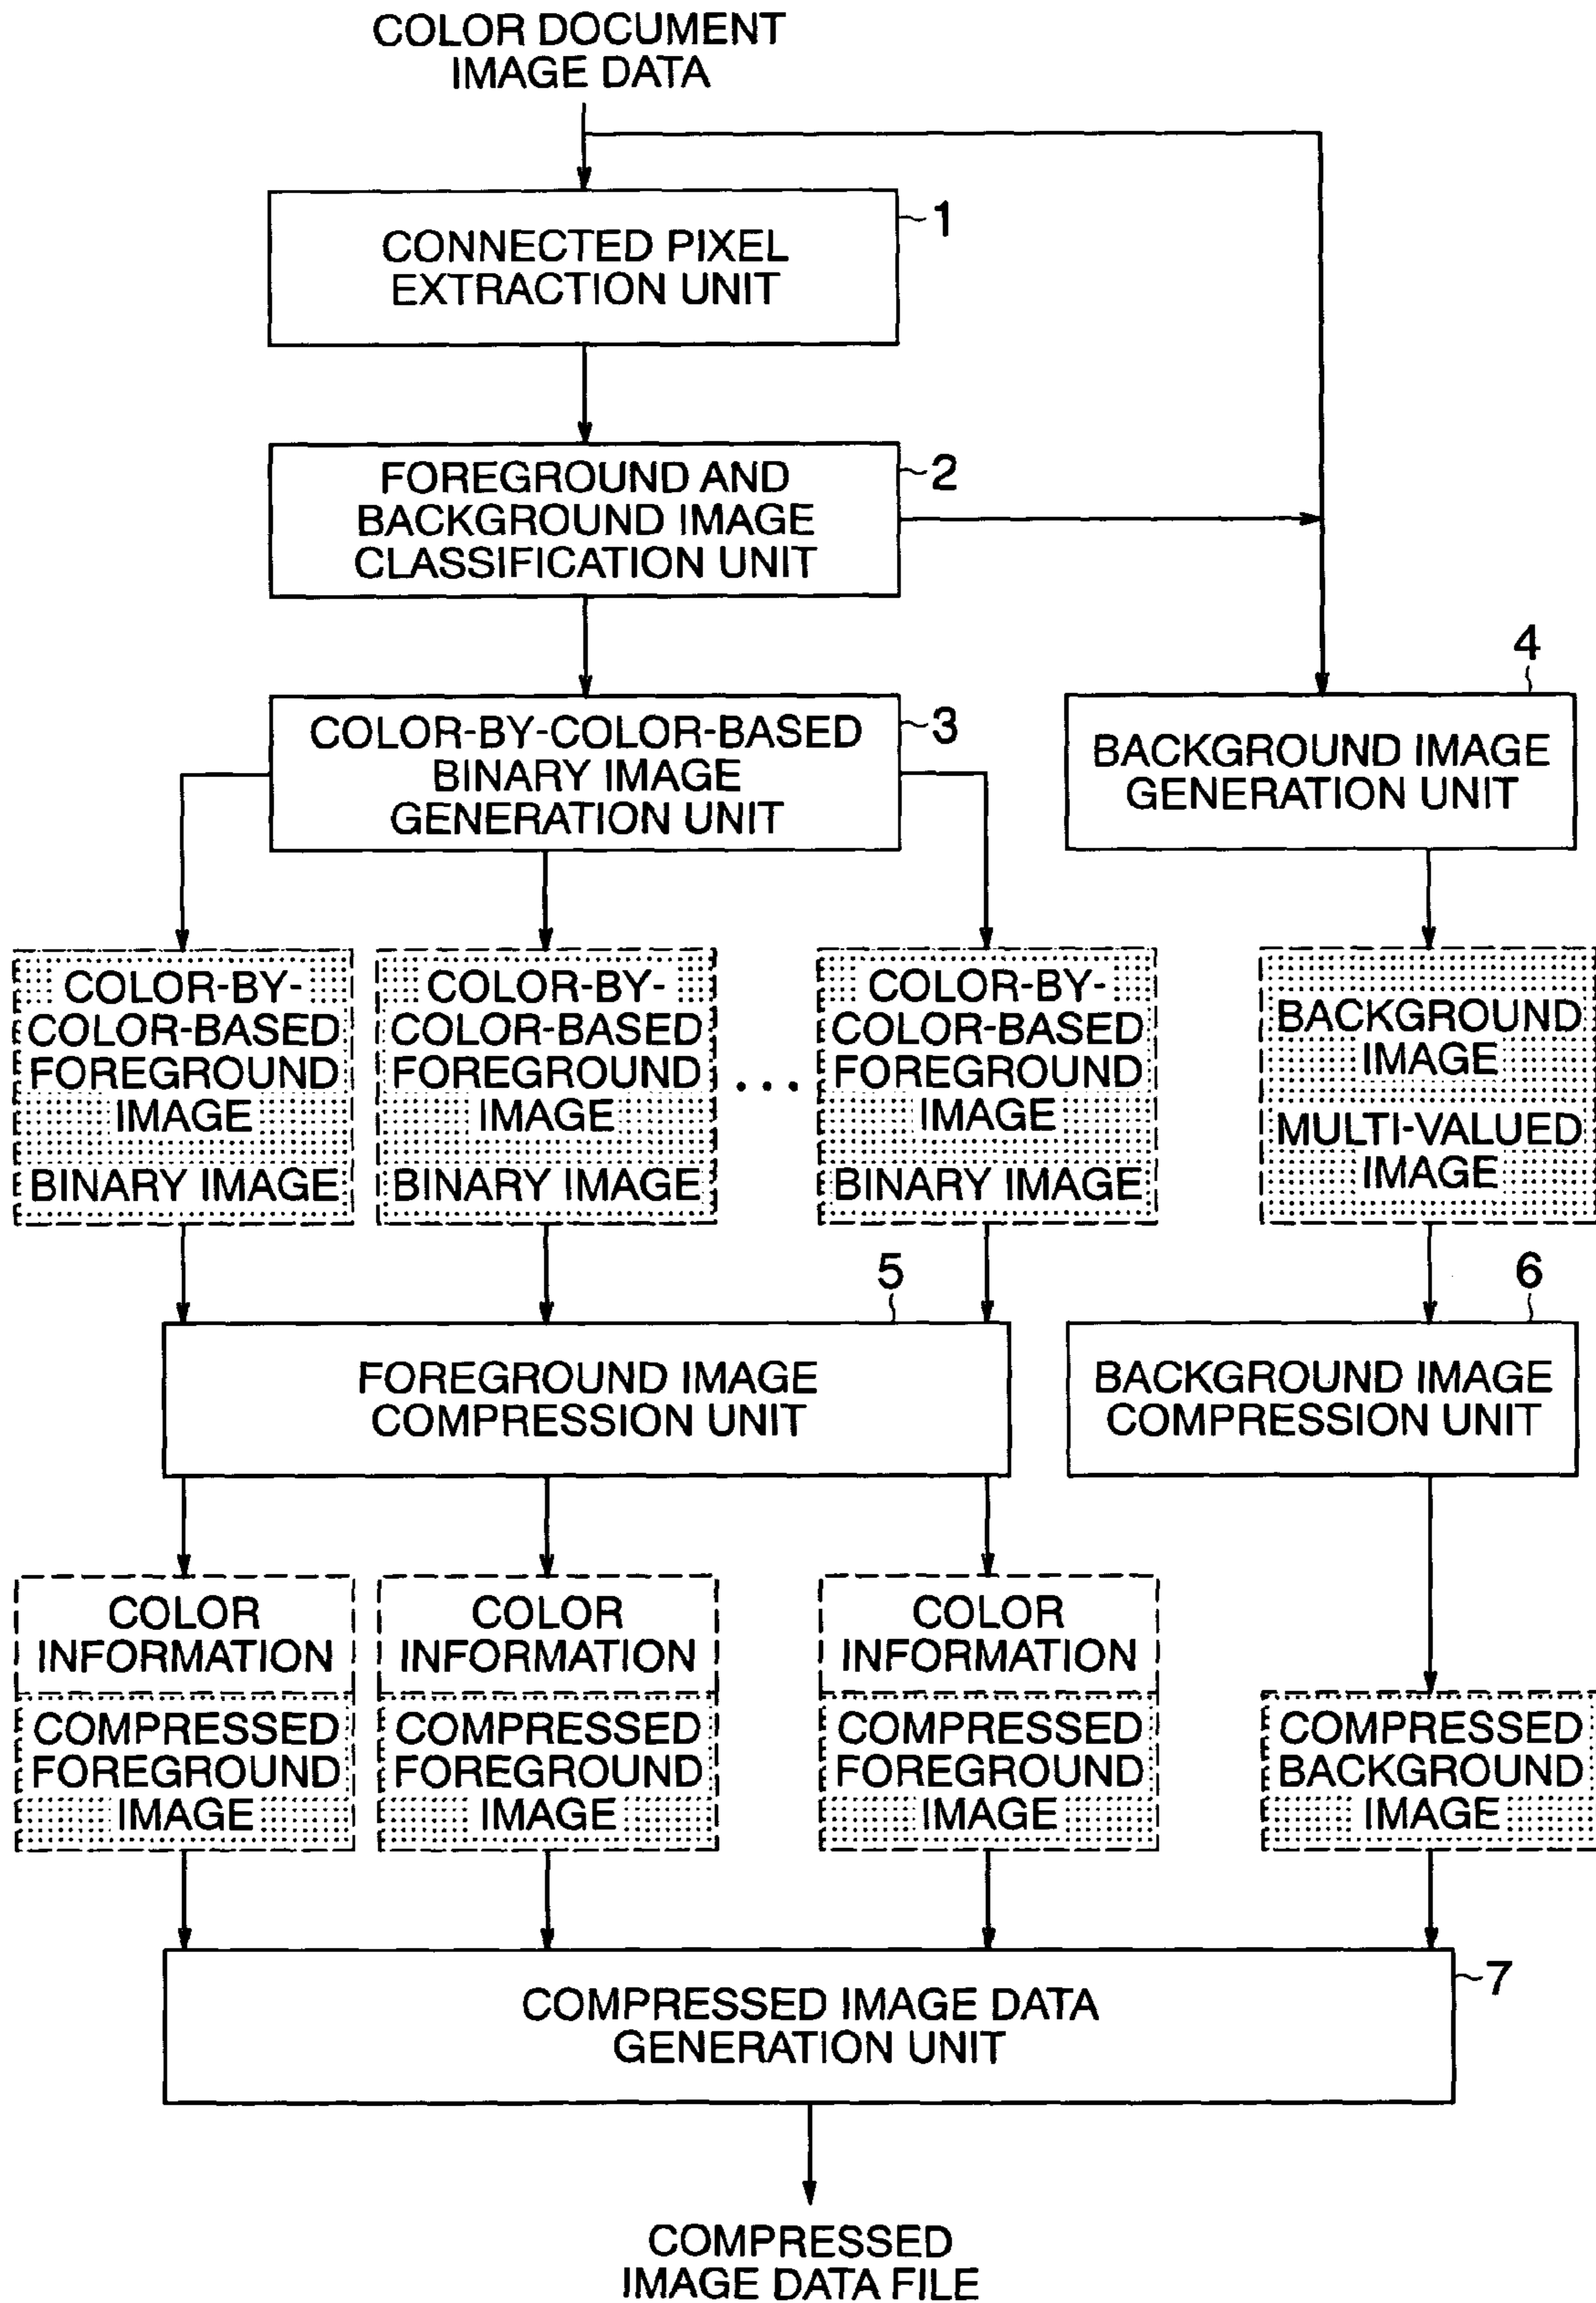 COLOR DOCUMENT
IMAGE DATA
1
CONNECTED PIXEL
EXTRACTION UNIT
2
FOREGROUND AND
BACKGROUND IMAGE
CLASSIFICATION UNIT
3
COLOR-BY-COLOR-BASED
BINARY IMAGE
GENERATION UNIT
4
BACKGROUND IMAGE
GENERATION UNIT
COLOR-BY-
COLOR-BASED
FOREGROUND
IMAGE
BINARY IMAGE
COLOR-BY-
COLOR-BASED
FOREGROUND
IMAGE
BINARY IMAGE
...
COLOR-BY-
COLOR-BASED
FOREGROUND
IMAGE
BINARY IMAGE
BACKGROUND
IMAGE
MULTI-VALUED
IMAGE
5
FOREGROUND IMAGE
COMPRESSION UNIT
6
BACKGROUND IMAGE
COMPRESSION UNIT
COLOR
INFORMATION
COMPRESSED
FOREGROUND
IMAGE
COLOR
INFORMATION
COMPRESSED
FOREGROUND
IMAGE
COLOR
INFORMATION
COMPRESSED
FOREGROUND
IMAGE
COMPRESSED
BACKGROUND
IMAGE
7
COMPRESSED IMAGE DATA
GENERATION UNIT
COMPRESSED
IMAGE DATA FILE